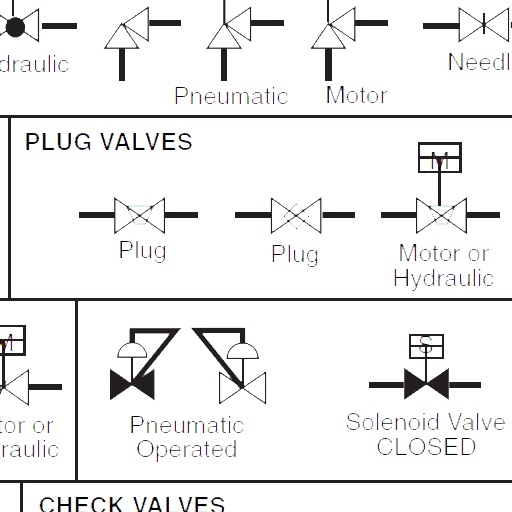 draulic
Pneumatic
Motor
Needl
PLUG VALVES
M
Plug
Plug
Motor or
Hydraulic
M
tor or
raulic
Pneumatic
Operated
S
Solenoid Valve
CLOSED
CHECK VALVES